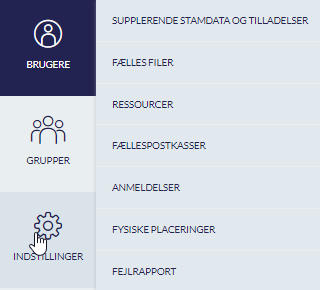 BRUGERE
GRUPPER
INDSTILLINGER
SUPPLERENDE STAMDATA OG TILLADELSER
FÆLLES FILER
RESSOURCER
FÆLLESPOSTKASSER
ANMELDELSER
FYSISKE PLACERINGER
FEJLRAPPORT